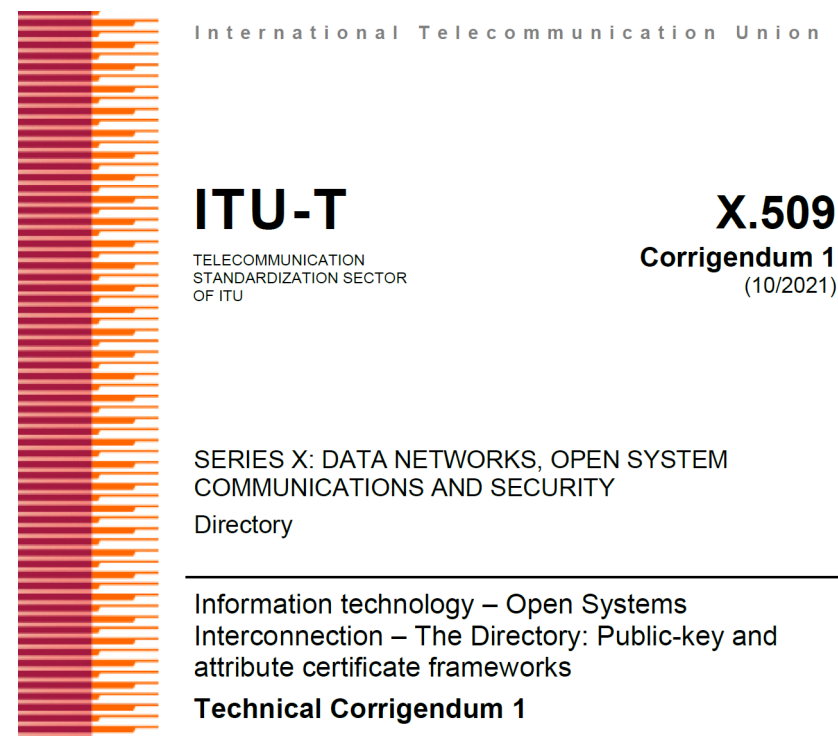 International Telecommunication Union
ITU-T
X.509
TELECOMMUNICATION
STANDARDIZATION SECTOR
OF ITU
Corrigendum 1
(10/2021)
SERIES X: DATA NETWORKS, OPEN SYSTEM
COMMUNICATIONS AND SECURITY
Directory
Information technology – Open Systems
Interconnection – The Directory: Public-key and
attribute certificate frameworks
Technical Corrigendum 1